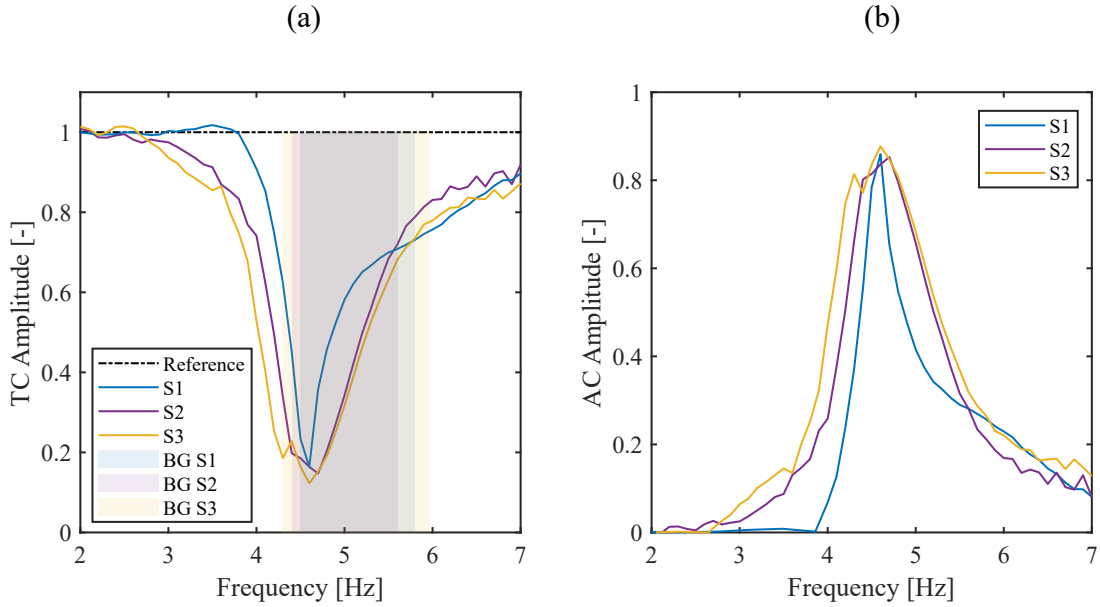 (a)
(b)
TC Amplitude [-]
1
0.8
0.6
0.4
0.2
0
Reference
S1
S2
S3
BG S1
BG S2
BG S3
2
3
4
5
6
7
Frequency [Hz]
AC Amplitude [-]
1
0.8
0.6
0.4
0.2
0
S1
S2
S3
2
3
4
5
6
7
Frequency [Hz]